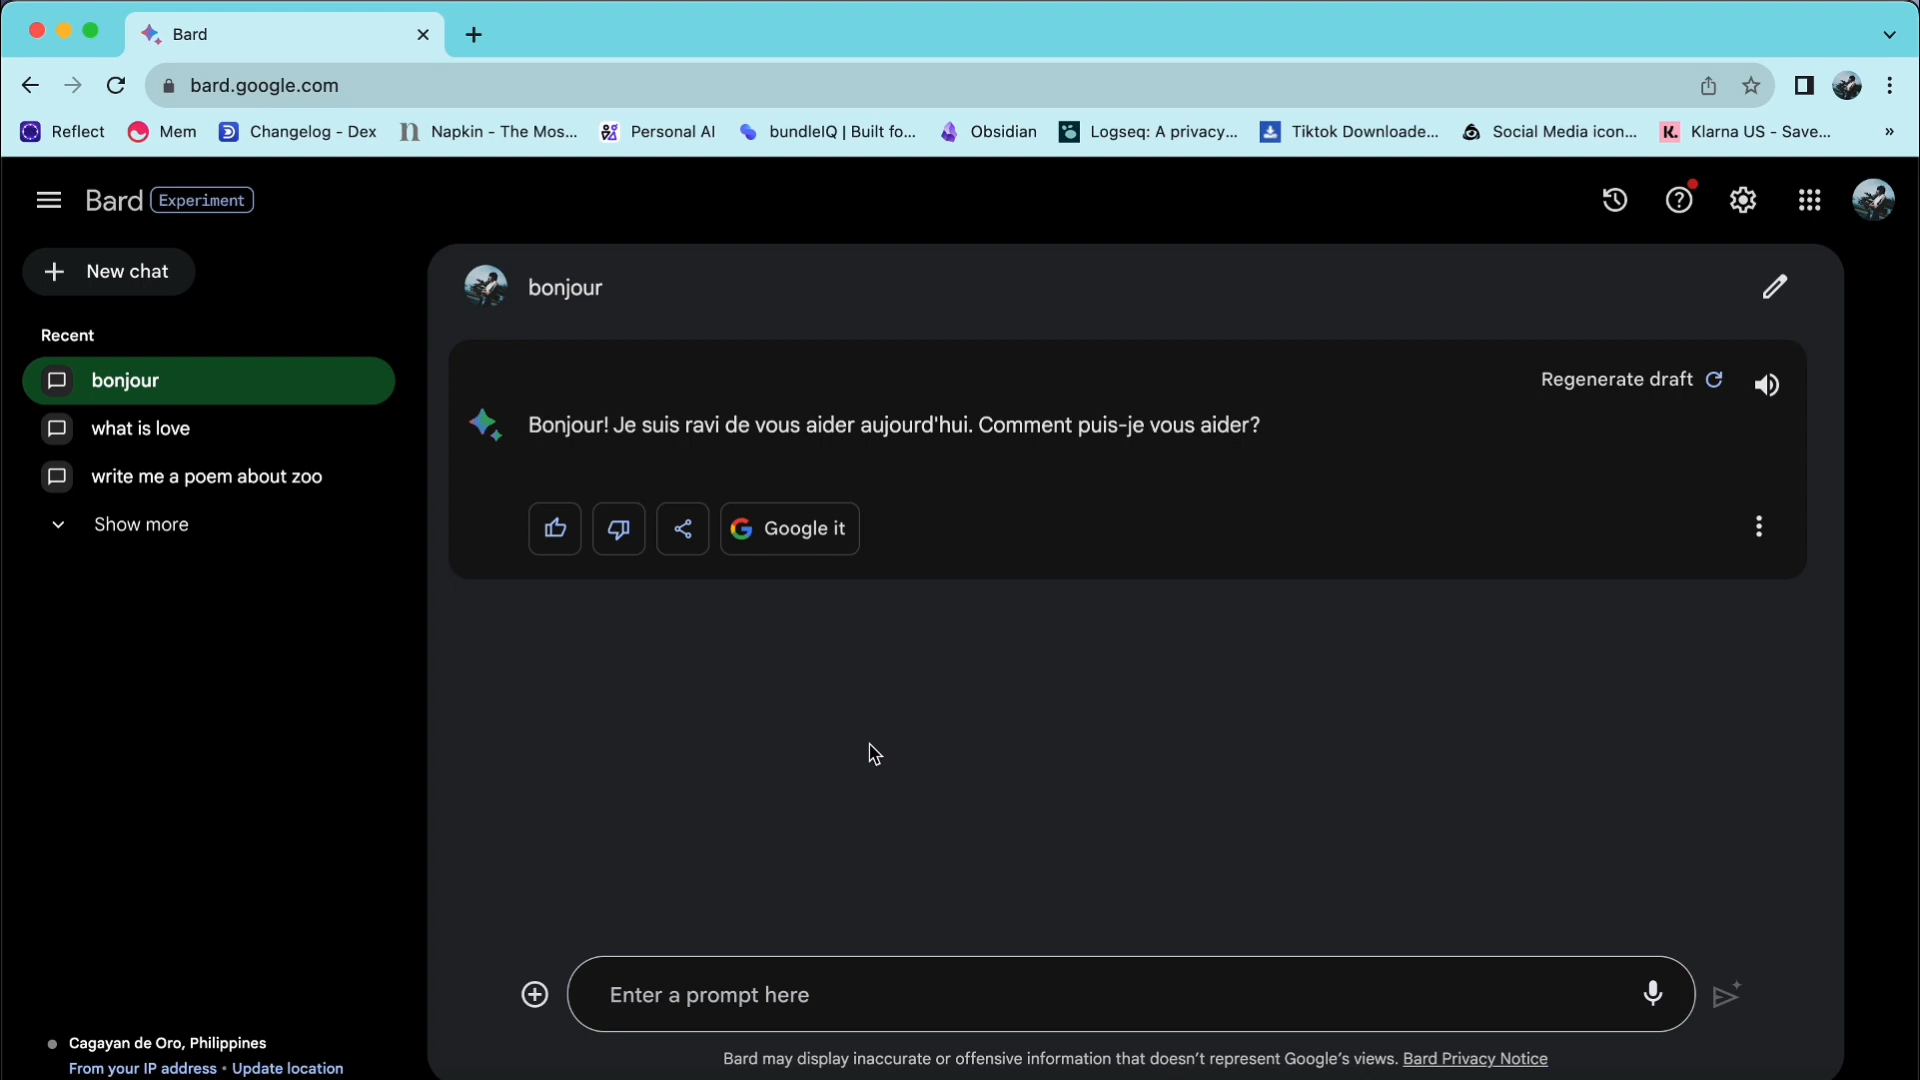 Bard
bard.google.com
Reflect
Mem
Changelog - Dex
Napkin - The Mos...
Personal AI
bundleIQ | Built fo...
Obsidian
Logseq: A privacy...
Tiktok Downloade...
Social Media icon...
K. Klarna US - Save...
»
Bard Experiment
New chat
Recent
bonjour
what is love
write me a poem about zoo
Show more
bonjour
Regenerate draft
Bonjour! Je suis ravi de vous aider aujourd'hui. Comment puis-je vous aider?
Google it
Enter a prompt here
Cagayan de Oro, Philippines
From your IP address • Update location
Bard may display inaccurate or offensive information that doesn't represent Google's views. Bard Privacy Notice